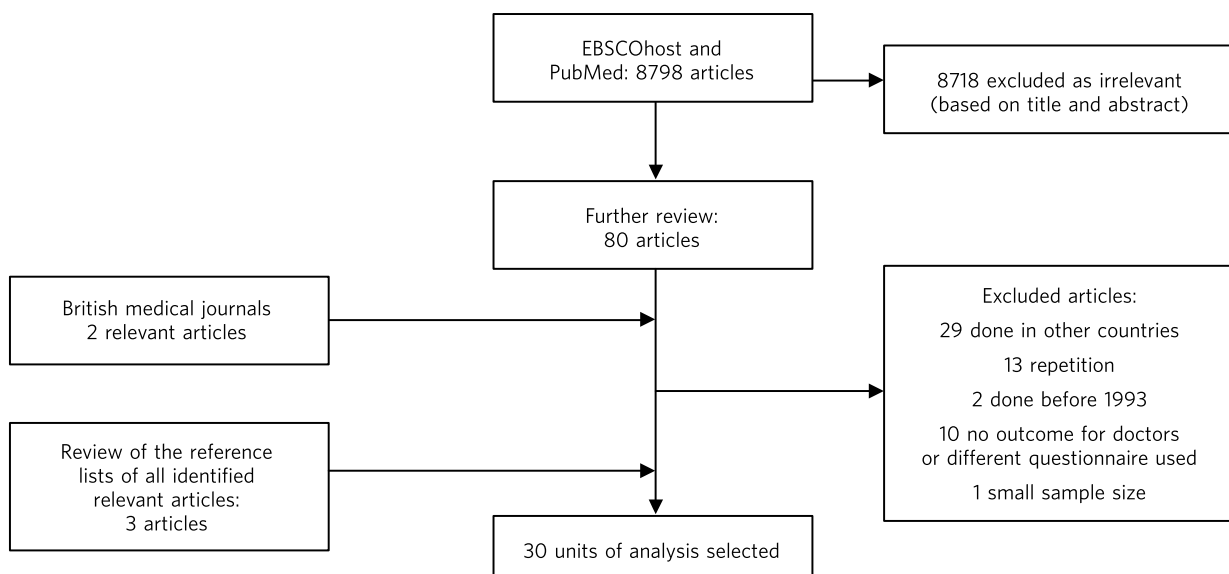 EBSCOhost and
PubMed: 8798 articles
8718 excluded as irrelevant
(based on title and abstract)
Further review:
80 articles
British medical journals
2 relevant articles
Excluded articles:
29 done in other countries
13 repetition
2 done before 1993
10 no outcome for doctors
or different questionnaire used
1 small sample size
Review of the reference
lists of all identified
relevant articles:
3 articles
30 units of analysis selected